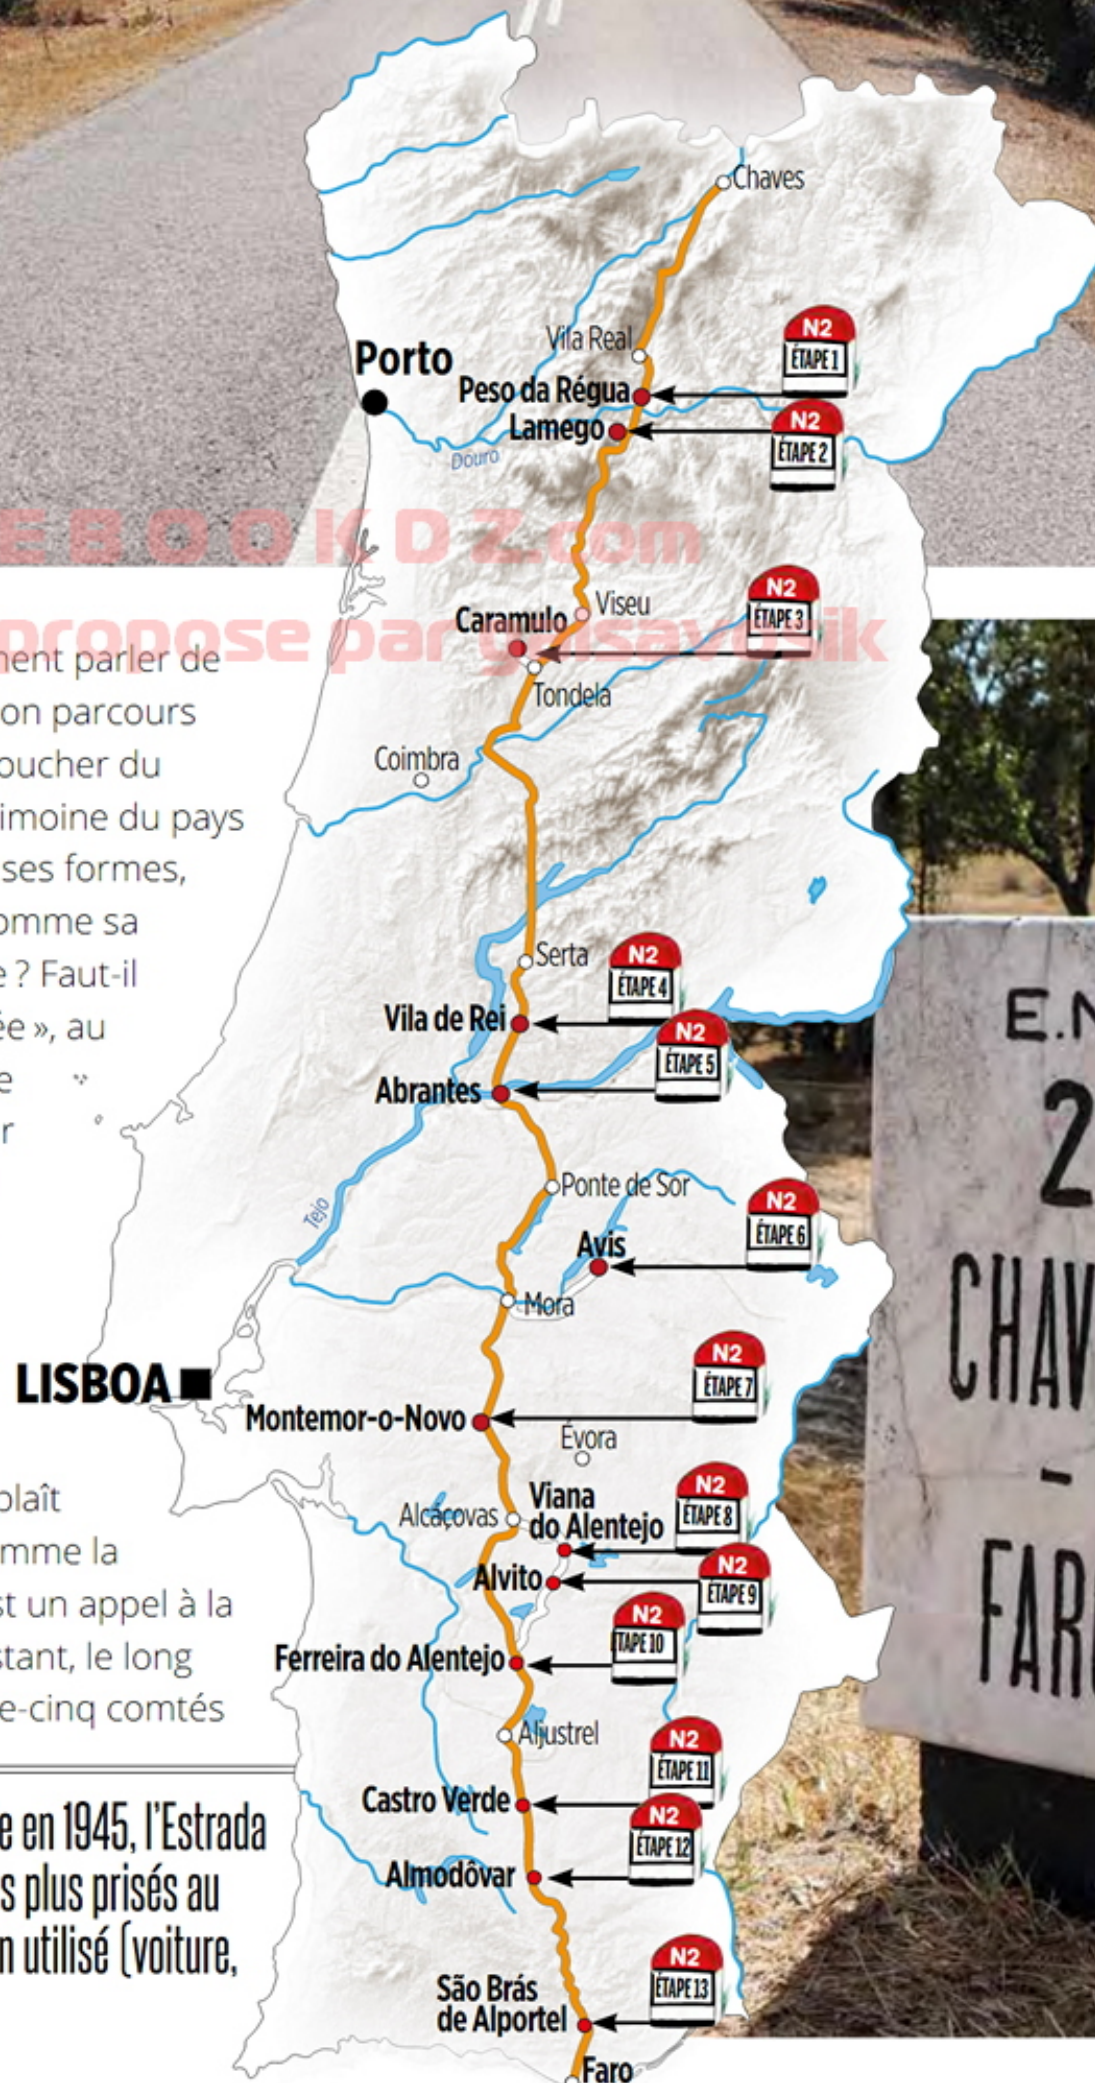 Chaves
Vila Real
N2
ÉTAPE 1
Porto
Peso da Régua
Lamego
N2
ÉTAPE 2
Douro
EBOOKDZ.com
Viseu
Caramulo
N2
ÉTAPE 3
propose par
Tondela
Coimbra
ment parler de
on parcours
oucher du
imoine du pays
ses formes,
omme sa
e ? Faut-il
ée », au
e
r
Serta
N2
ÉTAPE 4
Vila de Rei
N2
ÉTAPE 5
Abrantes
Ponte de Sor
Tejo
N2
ÉTAPE 6
Avis
Mora
E.N
2
CHAV
-
FAR
LISBOA
N2
ÉTAPE 7
Montemor-o-Novo
Évora
Alcáçovas
Viana
do Alentejo
N2
ÉTAPE 8
Alvito
N2
ÉTAPE 9
N2
ÉTAPE 10
Ferreira do Alentejo
plaît
mme la
st un appel à la
stant, le long
e-cinq comtés
Aljustrel
N2
ÉTAPE 11
Castro Verde
N2
ÉTAPE 12
Almodôvar
e en 1945, l'Estrada
s plus prisés au
n utilisé (voiture,
N2
ÉTAPE 13
São Brás
de Alportel
Faro